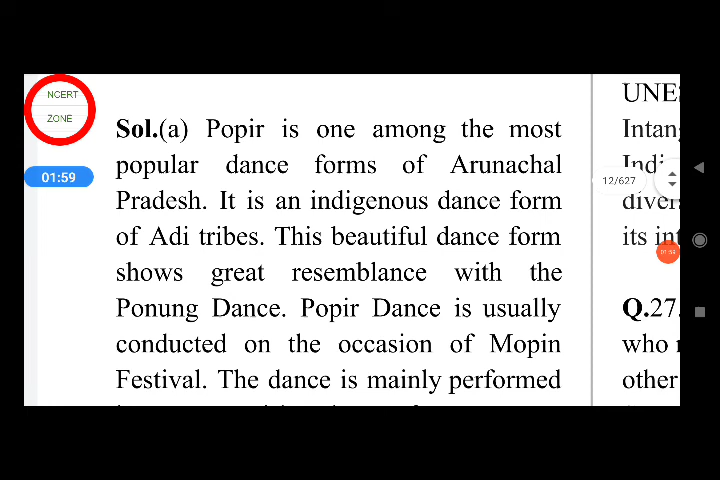 NCERT
ZONE
01:59
Sol.(a) Popir is one among the most
popular dance forms of Arunachal
Pradesh. It is an indigenous dance form
of Adi tribes. This beautiful dance form
shows great resemblance with the
Ponung Dance. Popir Dance is usually
conducted on the occasion of Mopin
Festival. The dance is mainly performed
12/627
01:59
Q.27.
who
other
its